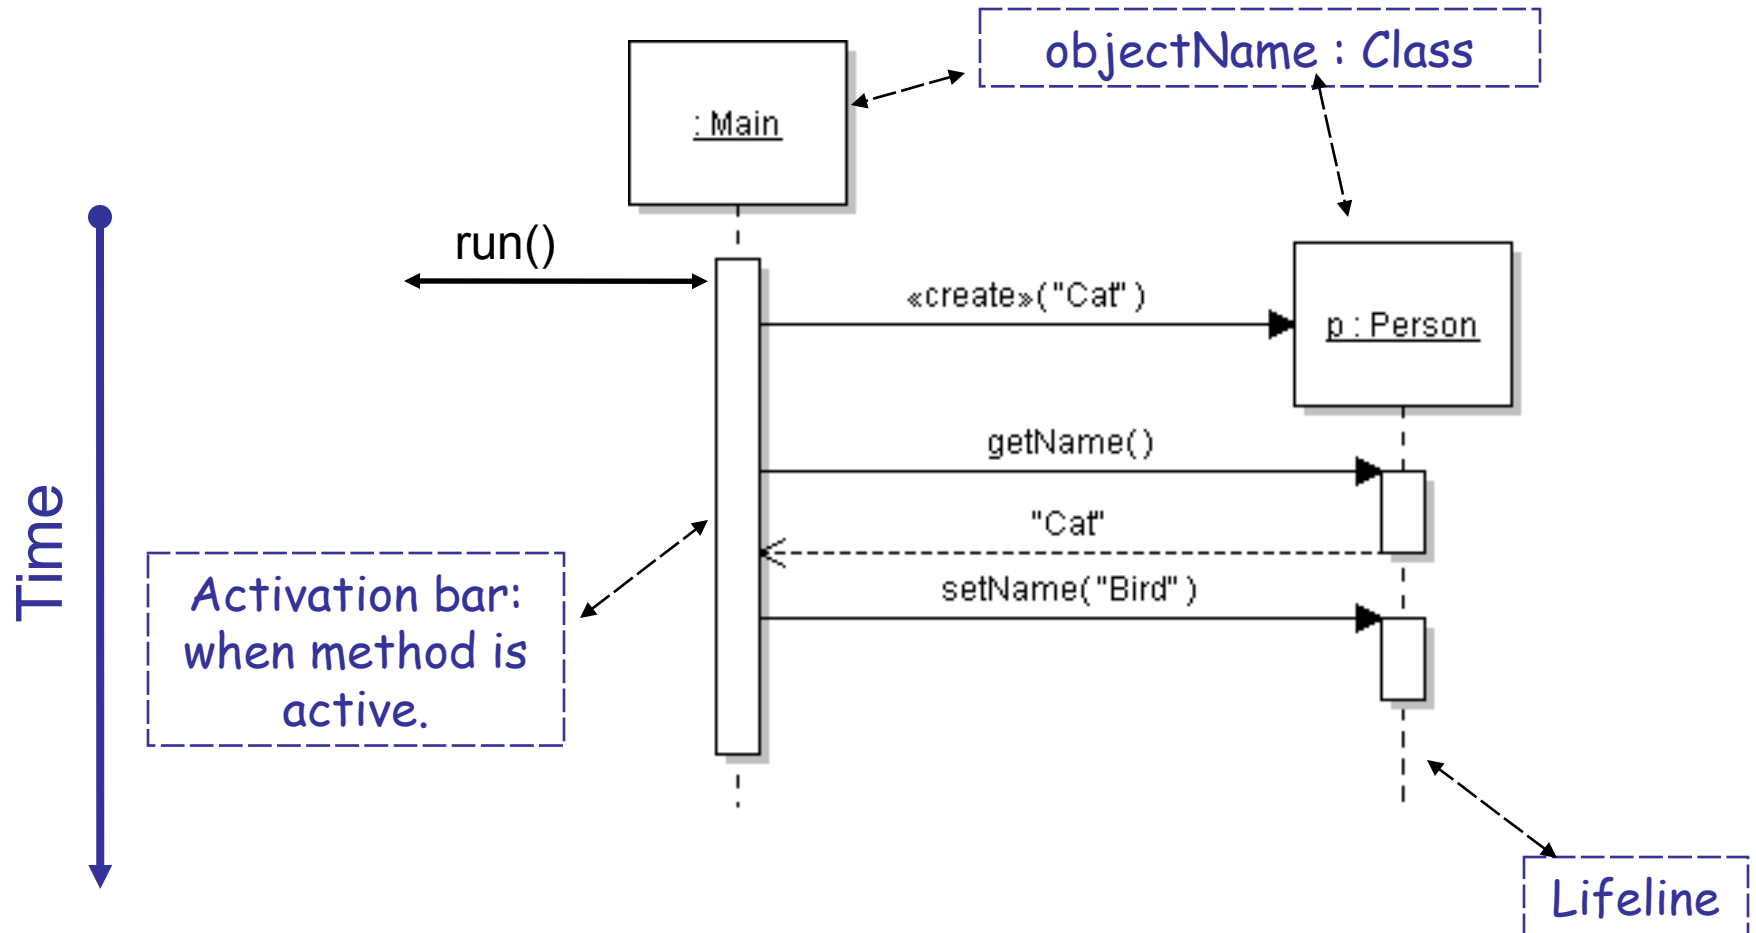 objectName : Class
: Main
run()
«create»("Cat" )
p : Person
getName( )
"Cat"
setName("Bird" )
Time
Activation bar:
when method is
active.
Lifeline